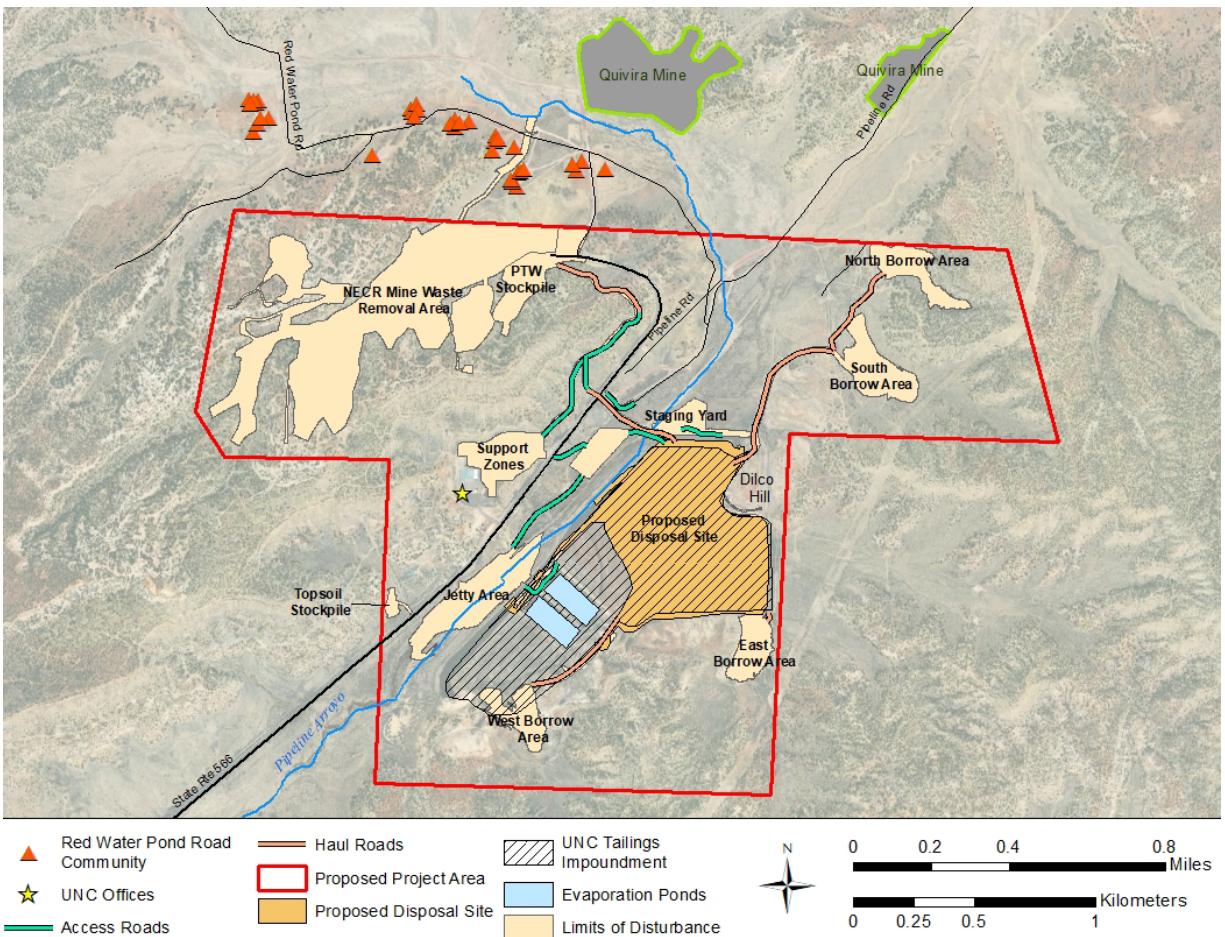 Quivira Mine
Quivira Mine
Red Water Pond Rd
Pipeline Rd
North Borrow Area
PTW
Stockpile
NECR Mine Waste
Removal Area
Pipeline Rd
South
Borrow Area
Staging Yard
Support
Zones
Dilco
Hill
Proposed
Disposal Site
Topsoil
Stockpile
Jetty Area
East
Borrow Area
West Borrow
Area
Pipeline Arroyo
State Rte 566
Red Water Pond Road
Community
UNC Offices
Access Roads
Haul Roads
Proposed Project Area
Proposed Disposal Site
UNC Tailings
Impoundment
Evaporation Ponds
Limits of Disturbance
N
0 0.2 0.4 0.8
Miles
Kilometers
0 0.25 0.5 1